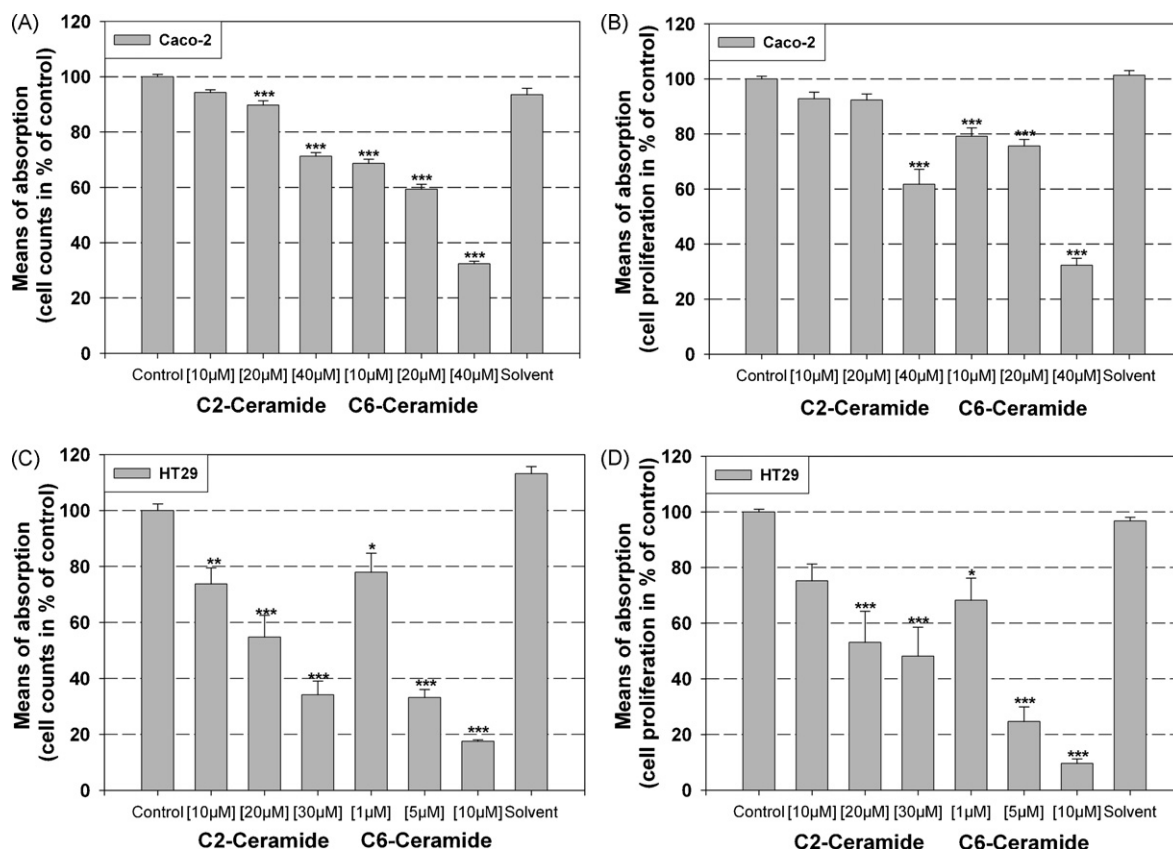 (A)
Caco-2
Means of absorption
(cell counts in % of control)
120
100
80
60
40
20
0
***
***
***
***
***
Control [10µM] [20µM] [40µM] [10µM] [20µM] [40µM] Solvent
C2-Ceramide C6-Ceramide
(B)
Caco-2
Means of absorption
(cell proliferation in % of control)
120
100
80
60
40
20
0
***
***
***
***
Control [10µM] [20µM] [40µM] [10µM] [20µM] [40µM] Solvent
C2-Ceramide C6-Ceramide
(C)
HT29
Means of absorption
(cell counts in % of control)
120
100
80
60
40
20
0
**
***
***
*
***
***
Control [10µM] [20µM] [30µM] [1µM] [5µM] [10µM] Solvent
C2-Ceramide C6-Ceramide
(D)
HT29
Means of absorption
(cell proliferation in % of control)
120
100
80
60
40
20
0
***
***
*
***
***
Control [10µM] [20µM] [30µM] [1µM] [5µM] [10µM] Solvent
C2-Ceramide C6-Ceramide